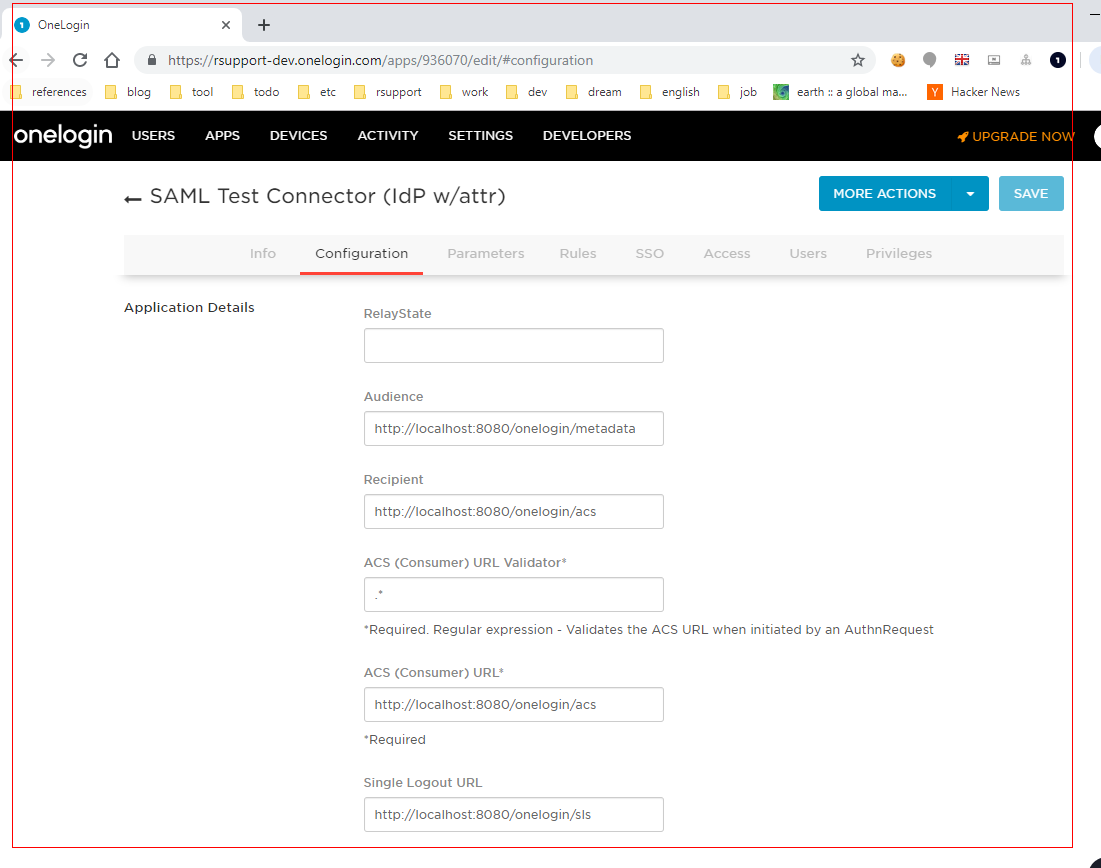 OneLogin
https://rsupport-dev.onelogin.com/apps/936070/edit/#configuration
references blog tool todo etc rsupport work dev dream english job earth :: a global ma... Y Hacker News
onelogin USERS APPS DEVICES ACTIVITY SETTINGS DEVELOPERS UPGRADE NOW
SAML Test Connector (IdP w/attr) MORE ACTIONS SAVE
Info Configuration Parameters Rules SSO Access Users Privileges
Application Details
RelayState
Audience
http://localhost:8080/onelogin/metadata
Recipient
http://localhost:8080/onelogin/acs
ACS (Consumer) URL Validator*
.*
*Required. Regular expression - Validates the ACS URL when initiated by an AuthnRequest
ACS (Consumer) URL*
http://localhost:8080/onelogin/acs
*Required
Single Logout URL
http://localhost:8080/onelogin/sls